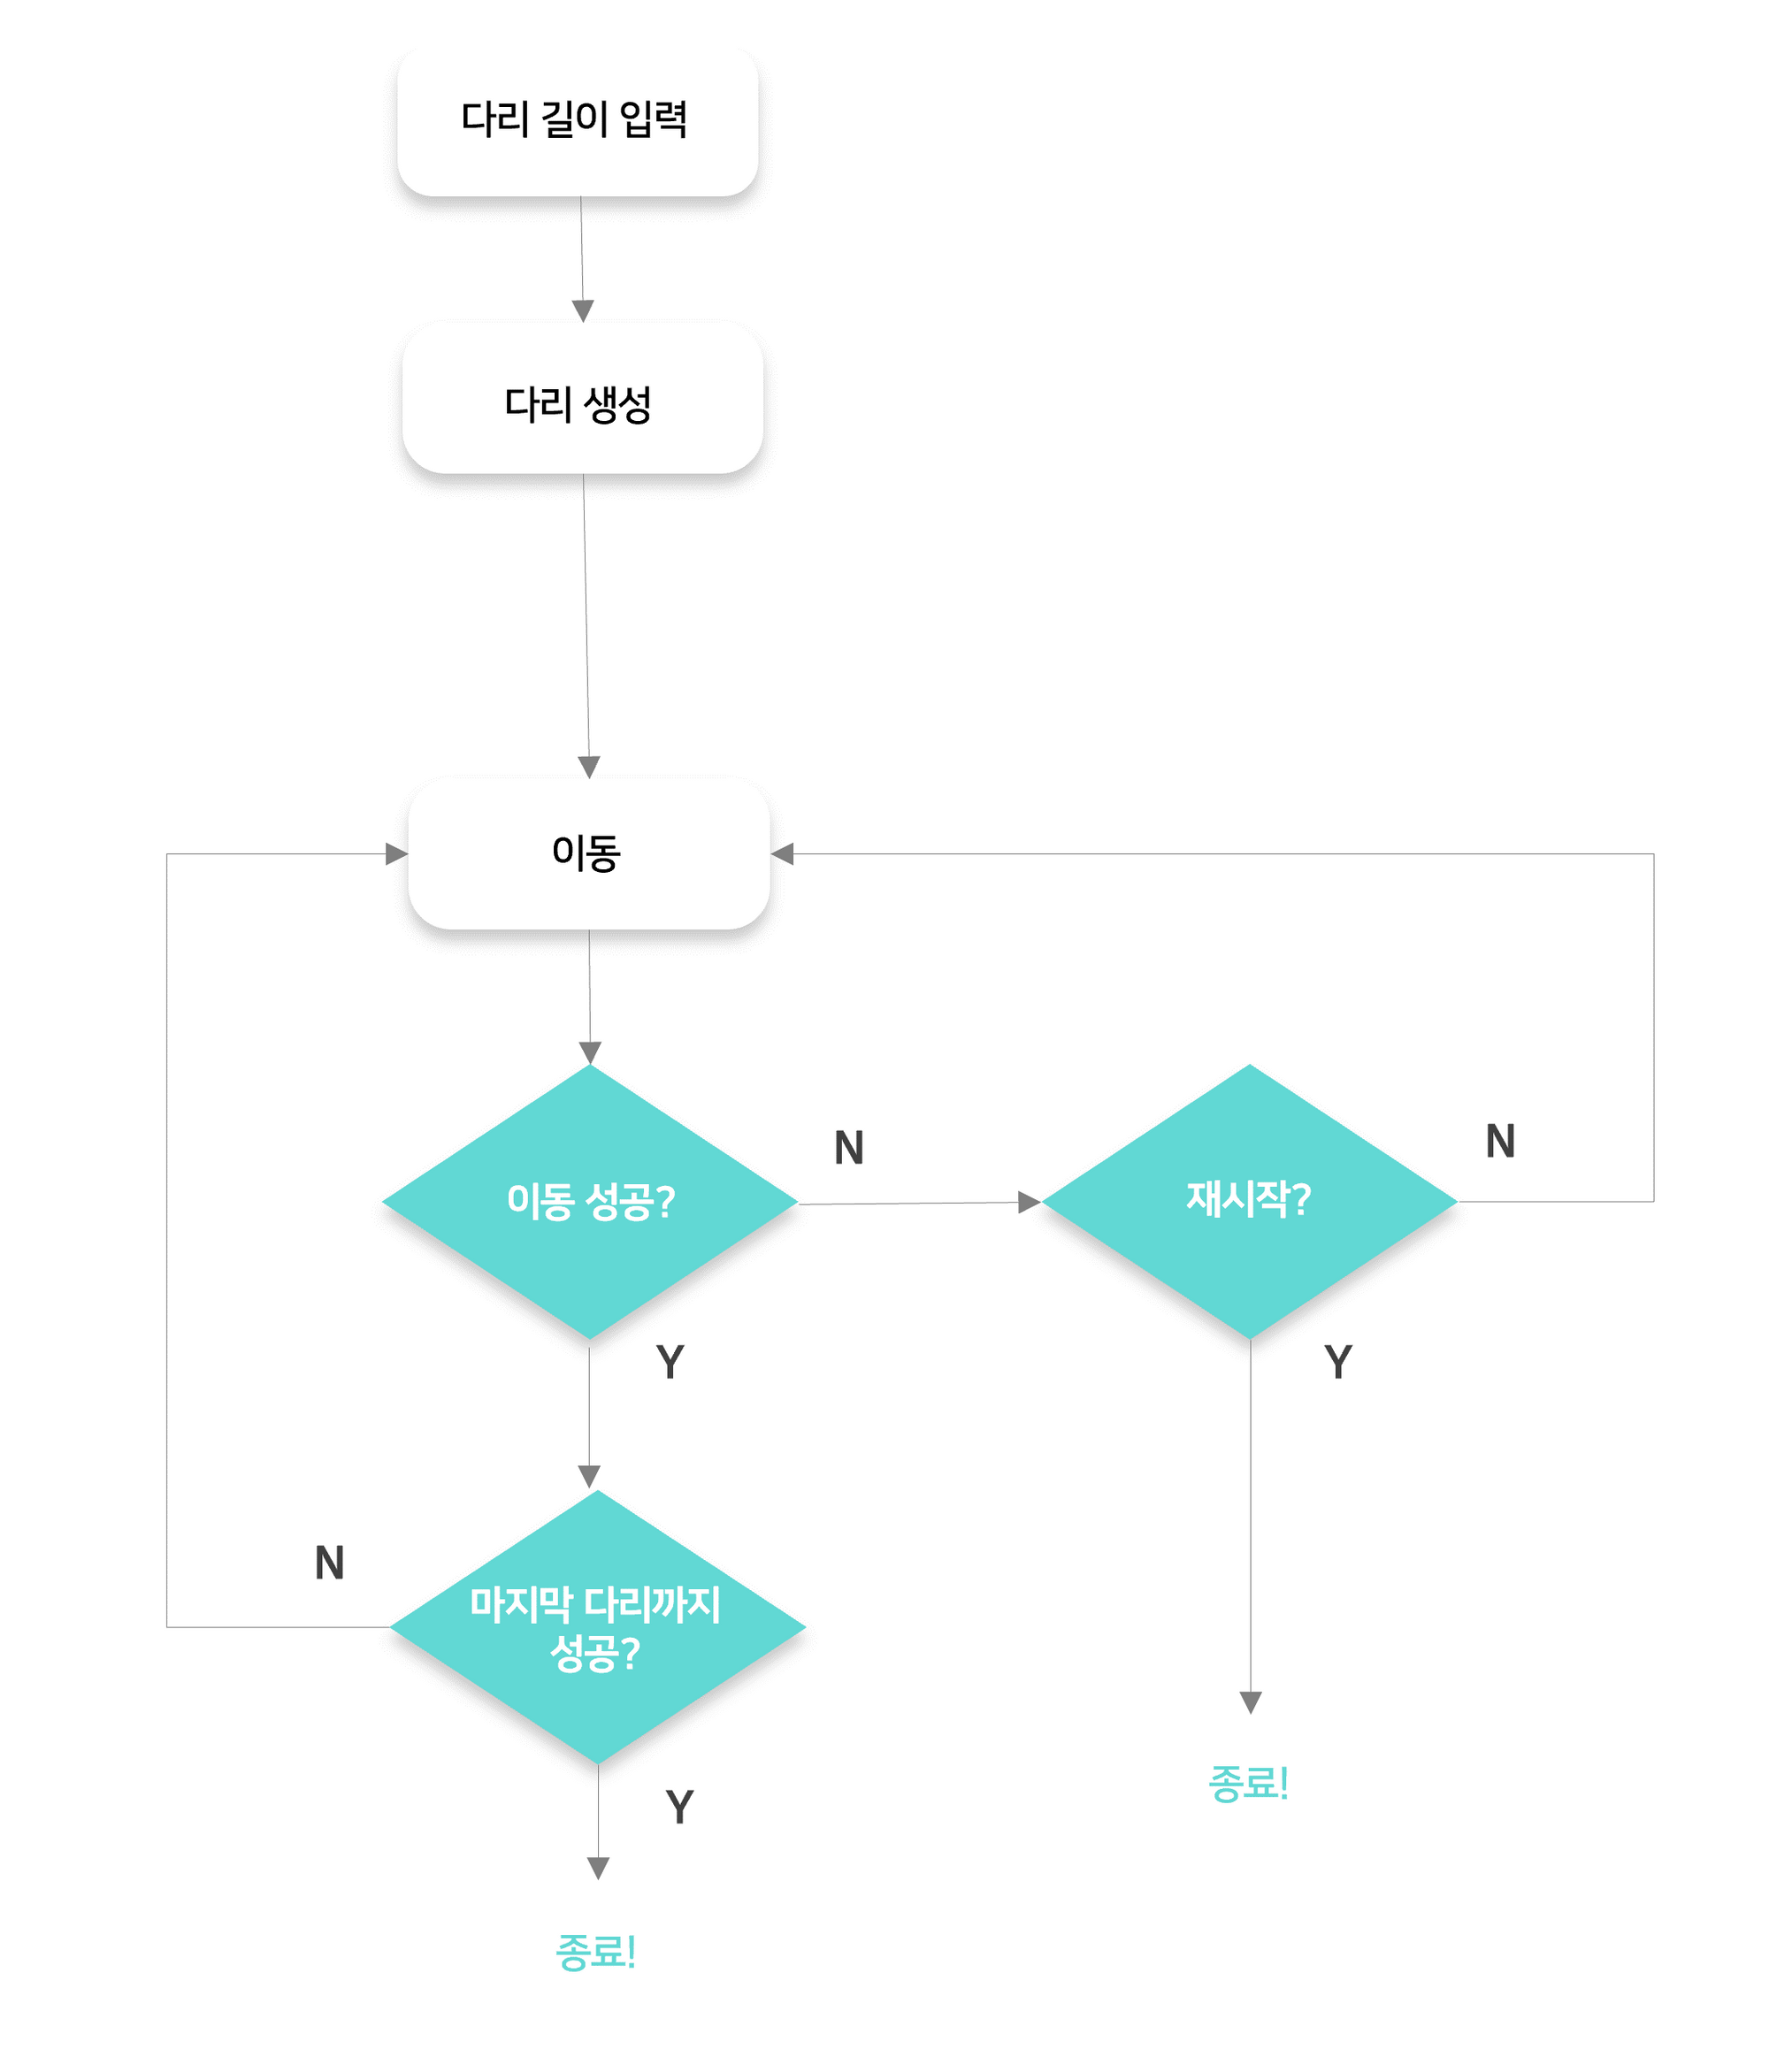 다리 길이 입력
다리 생성
이동
이동 성공?
N
재시작?
N
Y
Y
N
마지막 다리까지
성공?
Y
종료!
종료!